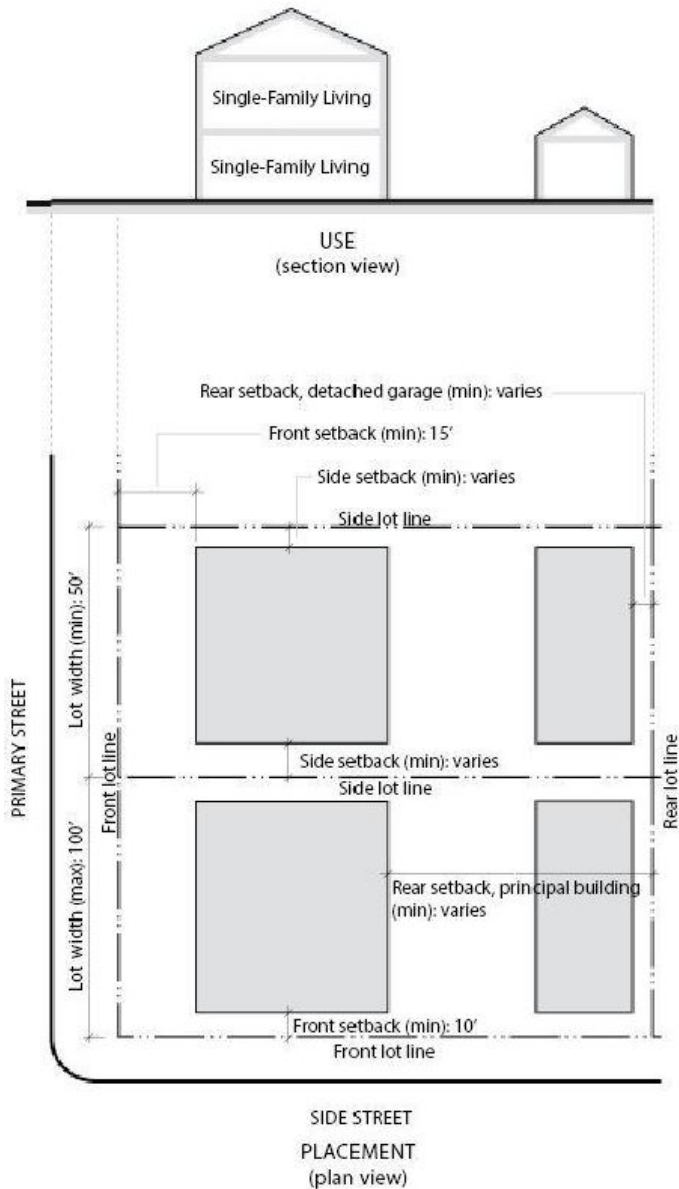 Single-Family Living
Single-Family Living
USE
(section view)
Rear setback, detached garage (min): varies
Front setback (min): 15’
Side setback (min): varies
Side lot line
Lot width (min): 50’
PRIMARY STREET
Front lot line
Side setback (min): varies
Side lot line
Rear lot line
Lot width (max): 100’
Rear setback, principal building
(min): varies
Front setback (min): 10’
Front lot line
SIDE STREET
PLACEMENT
(plan view)